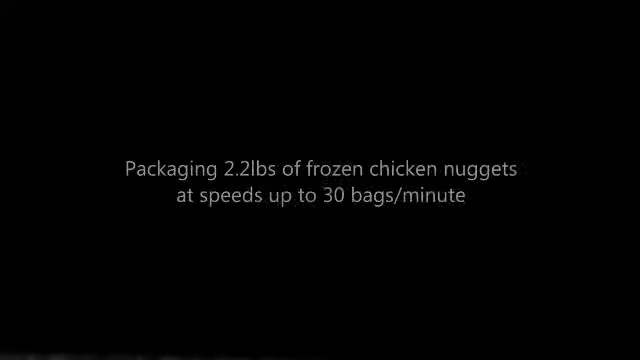 Packaging 2.2lbs of frozen chicken nuggets
at speeds up to 30 bags/minute